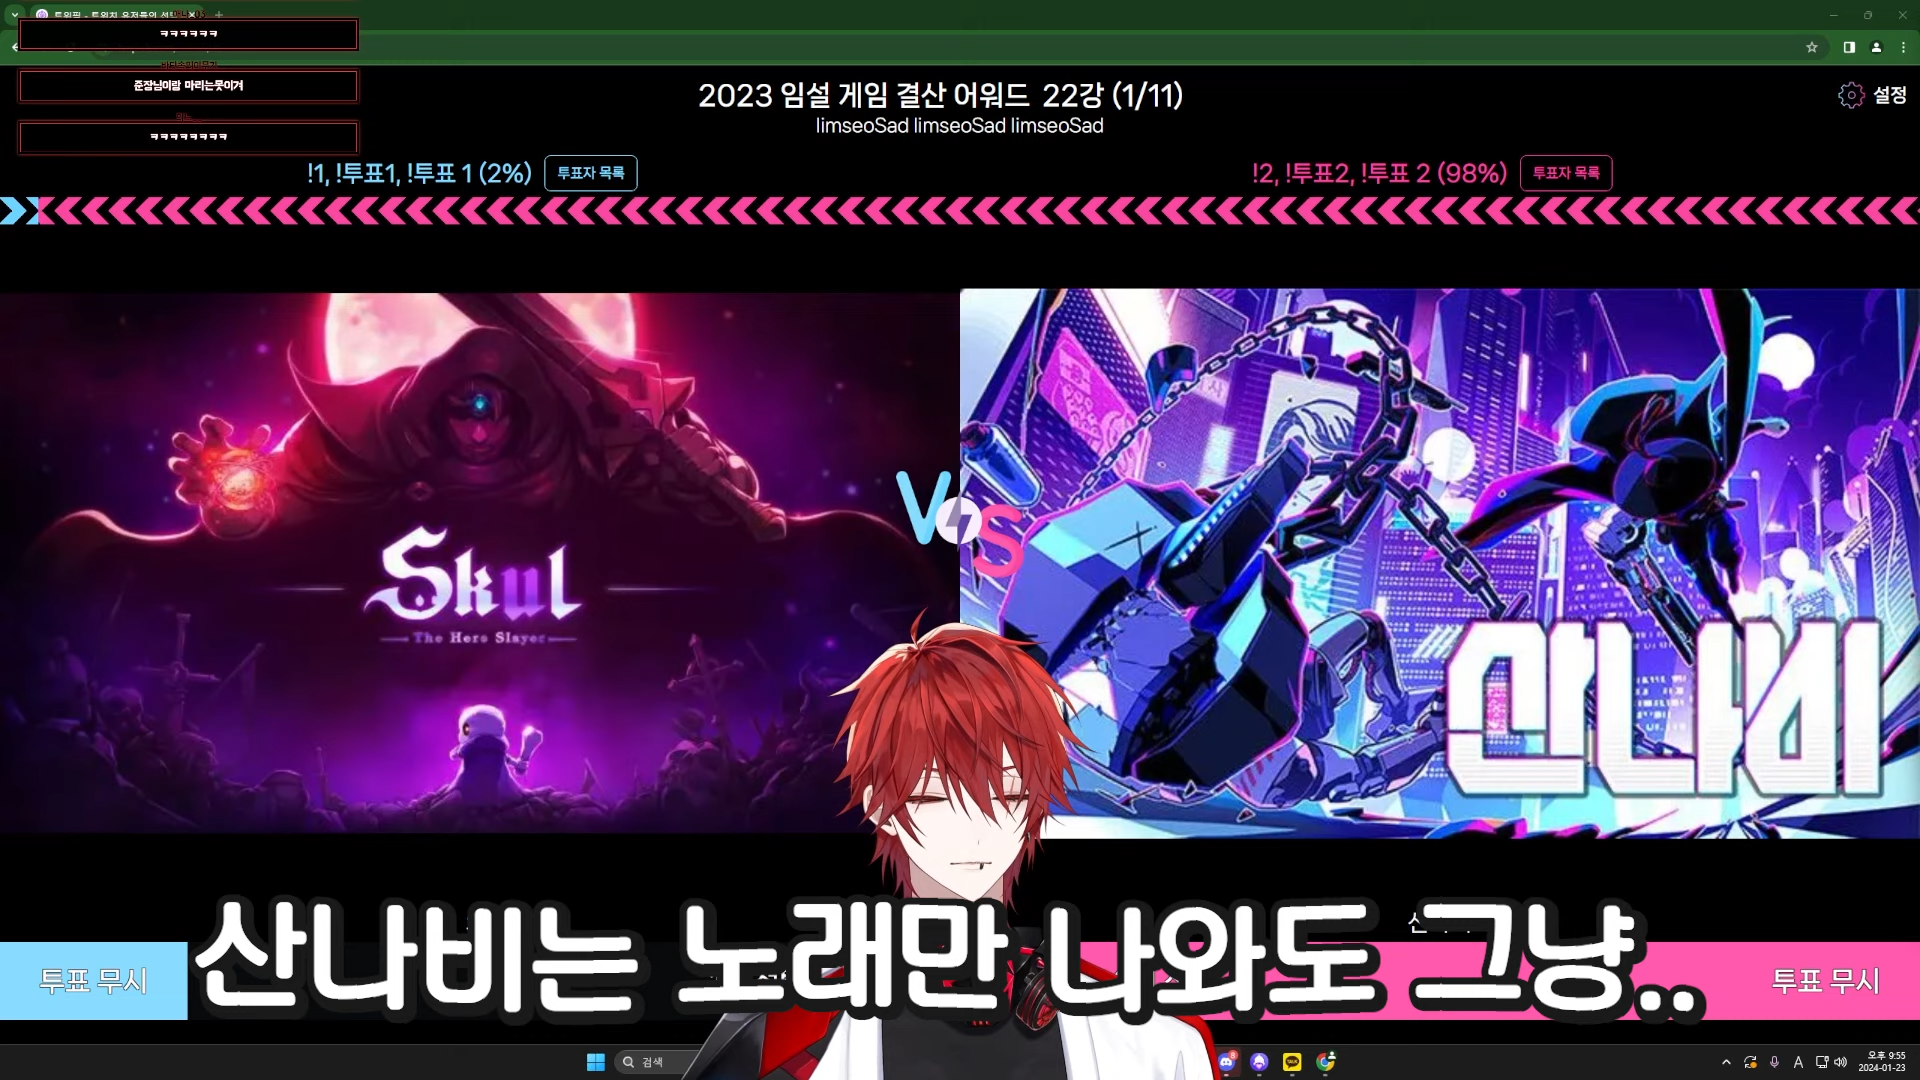 ㅋㅋㅋㅋㅋㅋ
준장님이랑 마리는못이겨
ㅋㅋㅋㅋㅋㅋㅋㅋ
2023 임설 게임 결산 어워드 22강 (1/11)
limseoSad limseoSad limseoSad
설정
!1, !투표1, !투표 1 (2%)
투표자 목록
!2, !투표2, !투표 2 (98%)
투표자 목록
VS
Skul
The Hero Slayer
산나비
산나비는 노래만 나와도 그냥..
투표 무시
투표 무시
검색
A
오후 9:55
2024-01-23